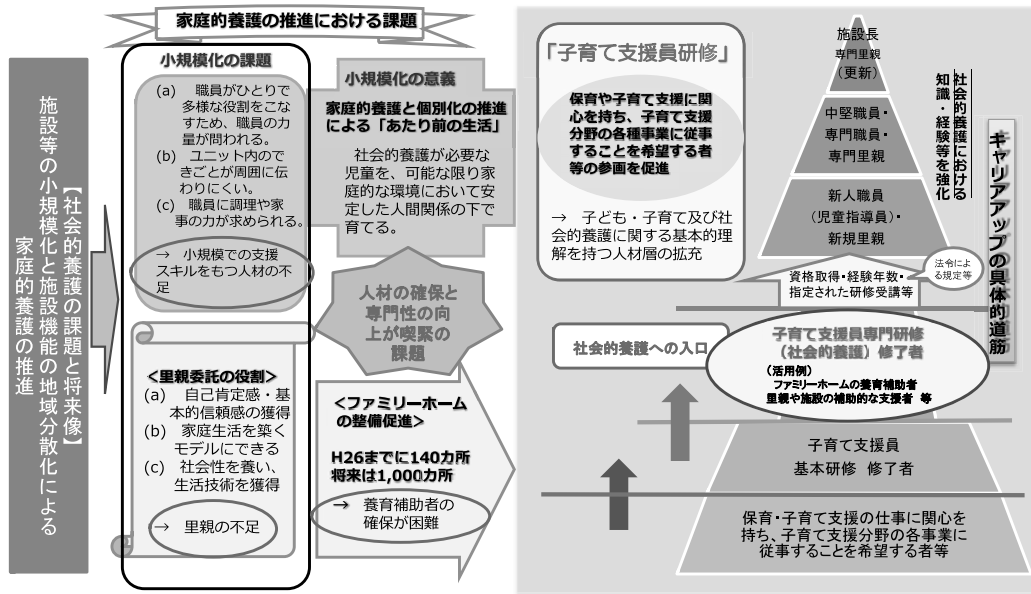 家庭的養護の推進における課題
【社会的養護の課題と将来像】
施設等の小規模化と施設機能の地域分散化による
家庭的養護の推進
小規模化の課題
(a) 職員がひとりで
多様な役割をこな
すため、職員の力
量が問われる。
(b) ユニット内ので
きごとが周囲に伝
わりにくい。
(c) 職員に調理や家
事の力が求められる。
→ 小規模での支援
スキルをもつ人材の不
足
<里親委託の役割>
(a) 自己肯定感・基
本的信頼感の獲得
(b) 家庭生活を築く
モデルにできる
(c) 社会性を養い、
生活技術を獲得
→ 里親の不足
小規模化の意義
家庭的養護と個別化の推進
による「あたり前の生活」
社会的養護が必要な
児童を、可能な限り
家庭的な環境において安
定した人間関係の下で
育てる。
人材の確保と
専門性の向
上が喫緊の
課題
<ファミリーホーム
の整備促進>
H26までに140カ所
将来は1,000カ所
→ 養育補助者の
確保が困難
「子育て支援員研修」
保育や子育て支援に関
心を持ち、子育て支援
分野の各種事業に従事
することを希望する者
等の参画を促進
→ 子ども・子育て及び社
会的養護に関する基本的理
解を持つ人材層の拡充
施設長
専門里親
（更新）
中堅職員・
専門職員・
専門里親
新人職員
（児童指導員）・
新規里親
社会的養護における
知識・経験等を強化
キャリアアップの具体的道筋
資格取得・経験年数・
指定された研修受講等
法令によ
る規定等
社会的養護への入口
子育て支援員専門研修
（社会的養護）修了者
（活用例）
ファミリーホームの養育補助者
里親や施設の補助的な支援者 等
子育て支援員
基本研修 修了者
保育・子育て支援の仕事に関心を
持ち、子育て支援分野の各事業に
従事することを希望する者等